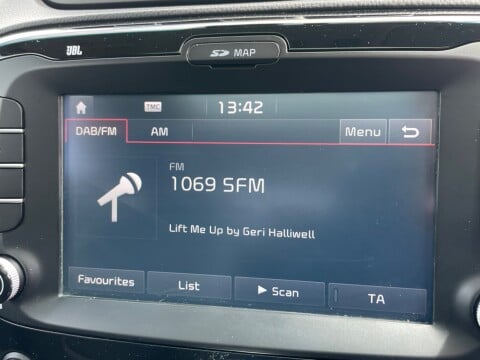 JBL
SD MAP
TMC 13:42
DAB/FM AM Menu
FM
1069 SFM
Lift Me Up by Geri Halliwell
Favourites List Scan TA